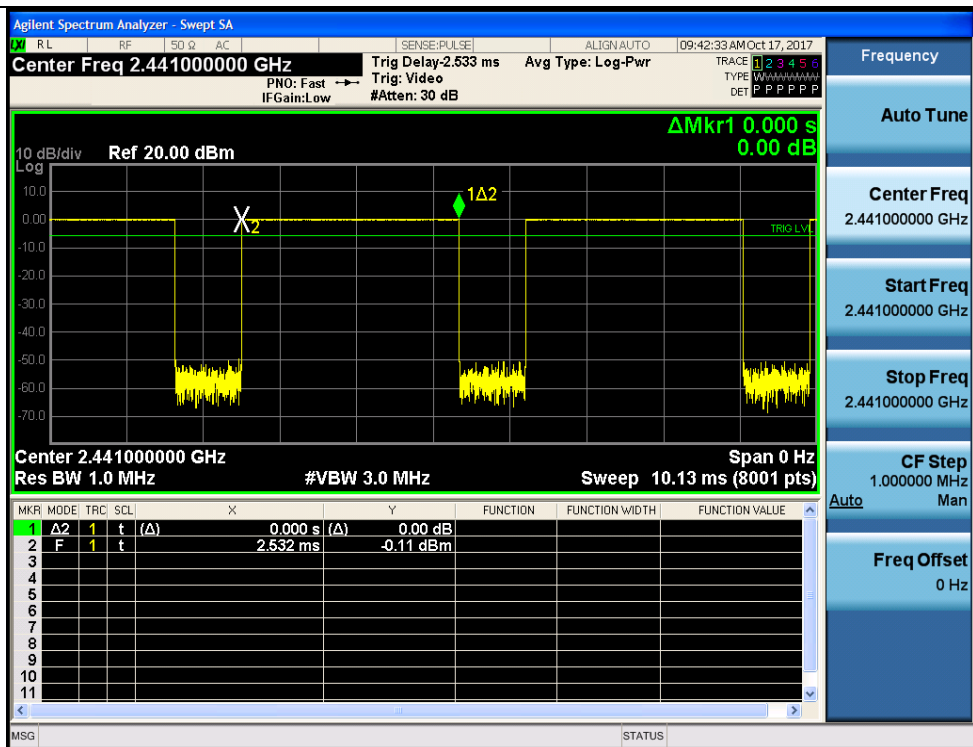 Agilent Spectrum Analyzer - Swept SA
LXI RL RF 50 Ω AC SENSE:PULSE ALIGN AUTO 09:42:33 AM Oct 17, 2017
Center Freq 2.441000000 GHz Trig Delay-2.533 ms Avg Type: Log-Pwr TRACE 1 2 3 4 5 6
PNO: Fast Trig: Video TYPE WWWWWW
IFGain:Low #Atten: 30 dB DET P P P P P P
ΔMkr1 0.000 s
10 dB/div Ref 20.00 dBm 0.00 dB
Log
10.0
1Δ2
0.00
2
TRIG LVL
-10.0
-20.0
-30.0
-40.0
-50.0
-60.0
-70.0
Center 2.441000000 GHz Span 0 Hz
Res BW 1.0 MHz #VBW 3.0 MHz Sweep 10.13 ms (8001 pts)
MKR MODE TRC SCL X Y FUNCTION FUNCTION WIDTH FUNCTION VALUE
1 Δ2 1 t (Δ) 0.000 s (Δ) 0.00 dB
2 F 1 t 2.532 ms -0.11 dBm
3
4
5
6
7
8
9
10
11
MSG STATUS
Frequency
Auto Tune
Center Freq
2.441000000 GHz
Start Freq
2.441000000 GHz
Stop Freq
2.441000000 GHz
CF Step
1.000000 MHz
Auto Man
Freq Offset
0 Hz